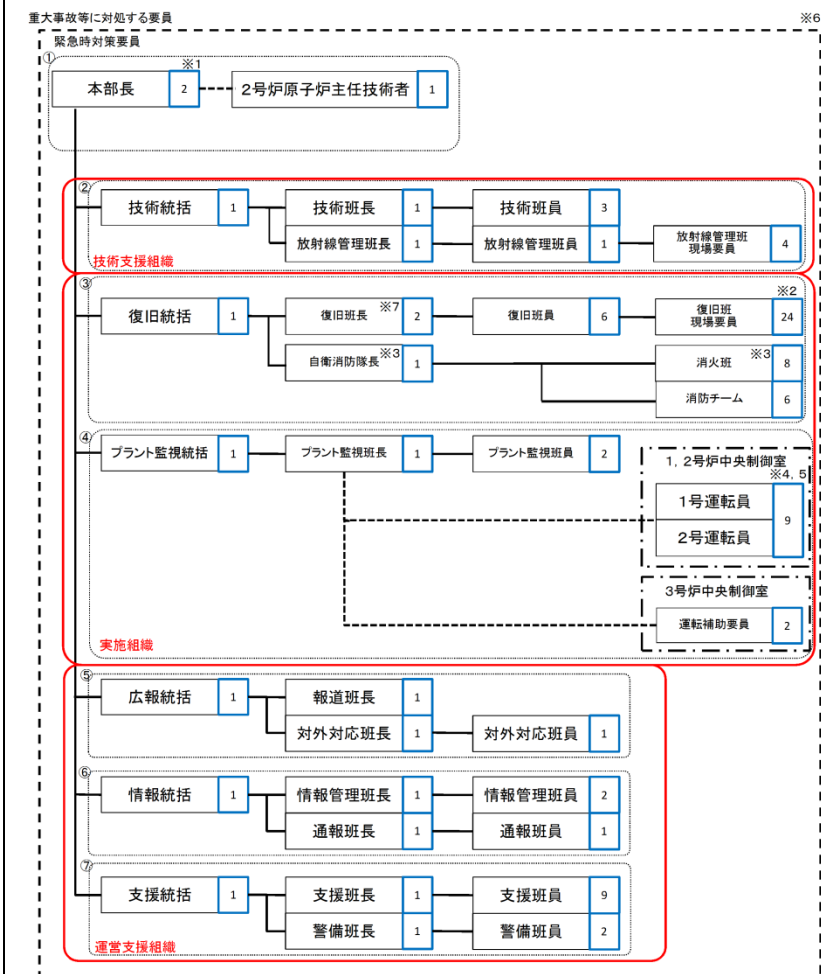 重大事故等に対処する要員
※6
緊急時対策要員
①
※1
本部長 2 2号炉原子炉主任技術者 1
②
技術統括 1 技術班長 1 技術班員 3
放射線管理班長 1 放射線管理班員 1 放射線管理班
現場要員 4
技術支援組織
③
※2
復旧統括 1 復旧班長 ※7 2 復旧班員 6 復旧班
現場要員 24
自衛消防隊長 ※3 1 消火班 ※3 8
消防チーム 6
④
プラント監視統括 1 プラント監視班長 1 プラント監視班員 2
1, 2号炉中央制御室
※4, 5
1号運転員
9
2号運転員
3号炉中央制御室
運転補助要員 2
実施組織
⑤
広報統括 1 報道班長 1
対外対応班長 1 対外対応班員 1
⑥
情報統括 1 情報管理班長 1 情報管理班員 2
通報班長 1 通報班員 1
⑦
支援統括 1 支援班長 1 支援班員 9
警備班長 1 警備班員 2
運営支援組織